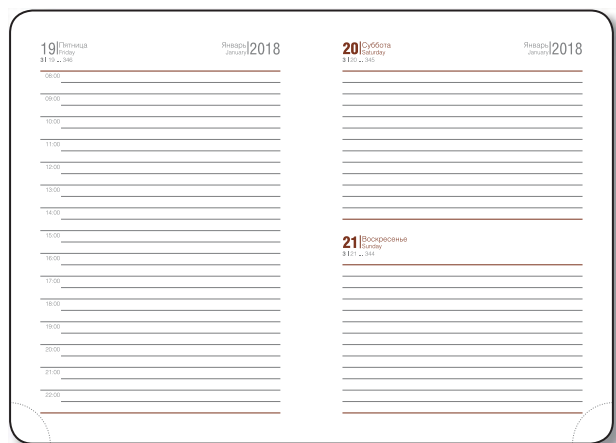 19 Пятница
Friday
3 19 ... 346
Январь 2018
January
08:00
09:00
10:00
11:00
12:00
13:00
14:00
15:00
16:00
17:00
18:00
19:00
20:00
21:00
22:00
20 Суббота
Saturday
3 20 ... 345
Январь 2018
January
21 Воскресенье
Sunday
3 21 ... 344